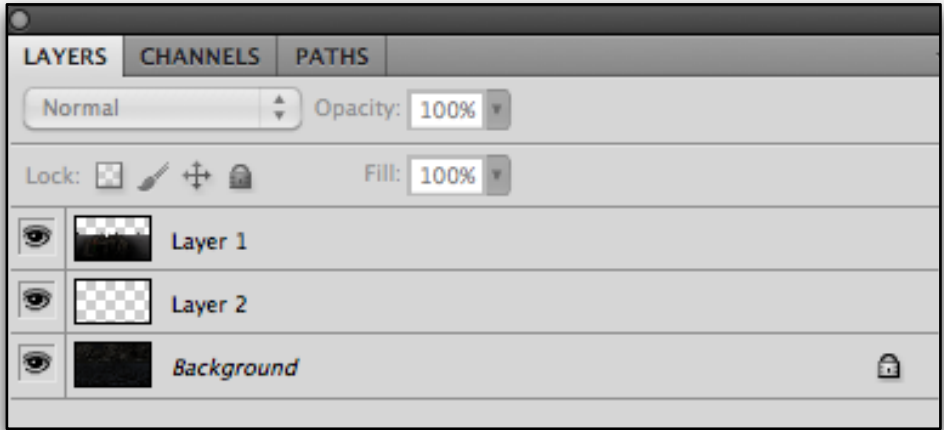 LAYERS CHANNELS PATHS
Normal Opacity: 100%
Lock: Fill: 100%
Layer 1
Layer 2
Background